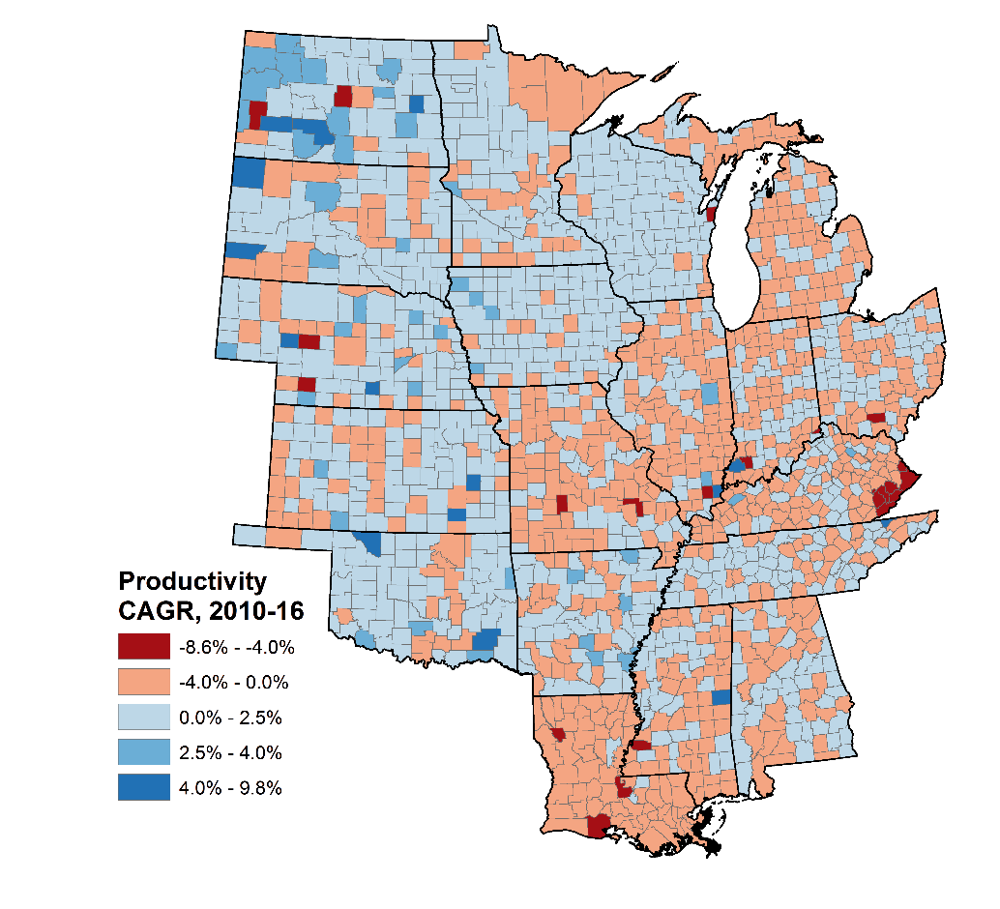 Productivity
CAGR, 2010-16
-8.6% - -4.0%
-4.0% - 0.0%
0.0% - 2.5%
2.5% - 4.0%
4.0% - 9.8%